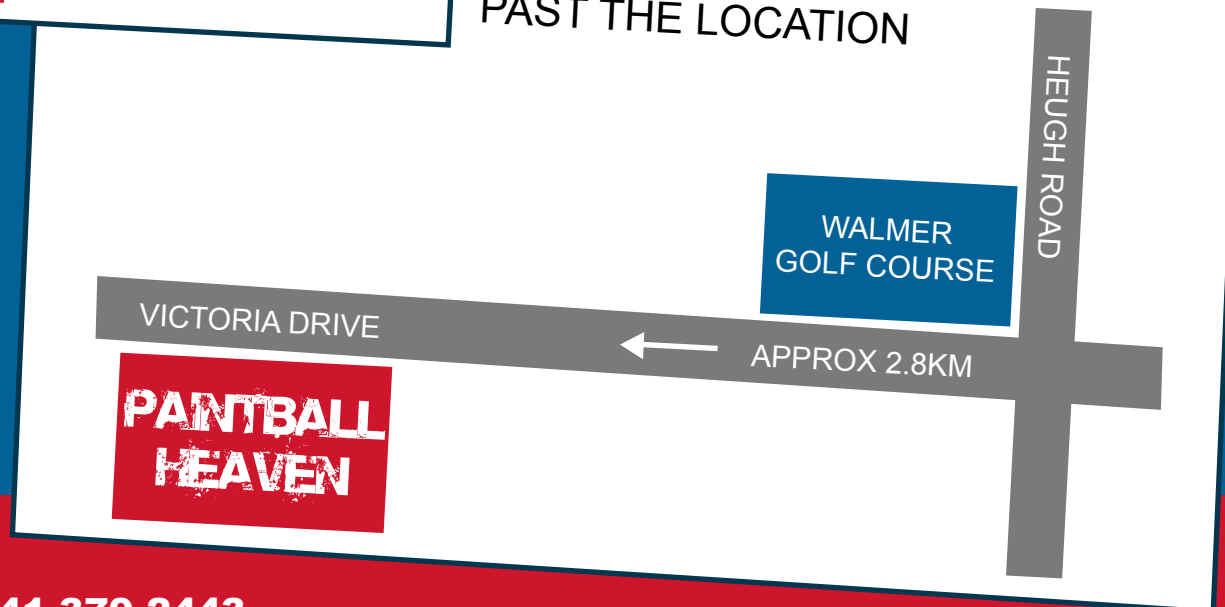 PAST THE LOCATION
HEUGH ROAD
WALMER
GOLF COURSE
VICTORIA DRIVE
APPROX 2.8KM
PAINTBALL
HEAVEN